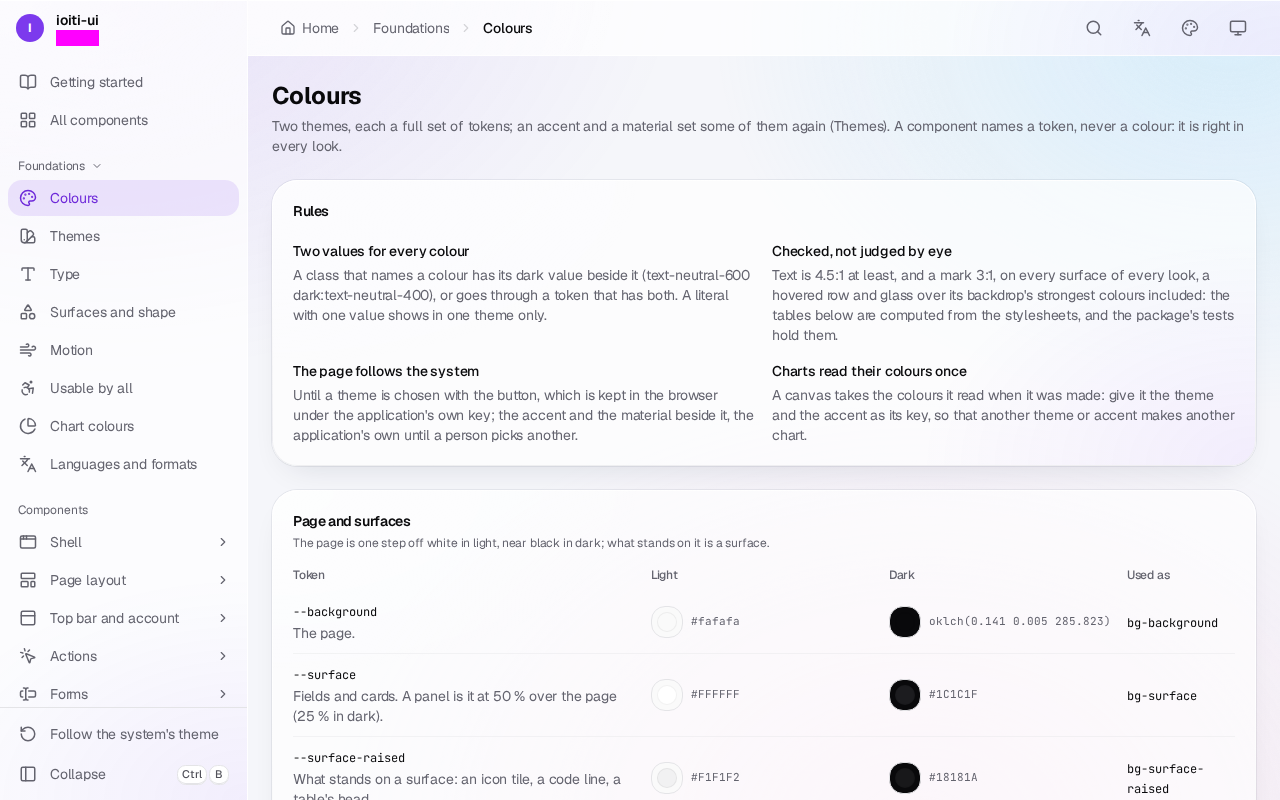 I
ioiti-ui
Home
Foundations
Colours
Getting started
All components
Foundations
Colours
Themes
Type
Surfaces and shape
Motion
Usable by all
Chart colours
Languages and formats
Components
Shell
Page layout
Top bar and account
Actions
Forms
Follow the system's theme
Collapse
Ctrl B
Colours
Two themes, each a full set of tokens; an accent and a material set some of them again (Themes). A component names a token, never a colour: it is right in
every look.
Rules
Two values for every colour
A class that names a colour has its dark value beside it (text-neutral-600
dark:text-neutral-400), or goes through a token that has both. A literal
with one value shows in one theme only.
Checked, not judged by eye
Text is 4.5:1 at least, and a mark 3:1, on every surface of every look, a
hovered row and glass over its backdrop's strongest colours included: the
tables below are computed from the stylesheets, and the package's tests
hold them.
The page follows the system
Until a theme is chosen with the button, which is kept in the browser
under the application's own key; the accent and the material beside it, the
application's own until a person picks another.
Charts read their colours once
A canvas takes the colours it read when it was made: give it the theme
and the accent as its key, so that another theme or accent makes another
chart.
Page and surfaces
The page is one step off white in light, near black in dark; what stands on it is a surface.
Token Light Dark Used as
--background
The page.
#fafafa
oklch(0.141 0.005 285.823)
bg-background
--surface
Fields and cards. A panel is it at 50 % over the page
(25 % in dark).
#FFFFFF
#1C1C1F
bg-surface
--surface-raised
What stands on a surface: an icon tile, a code line, a
table's head.
#F1F1F2
#18181A
bg-surface-
raised